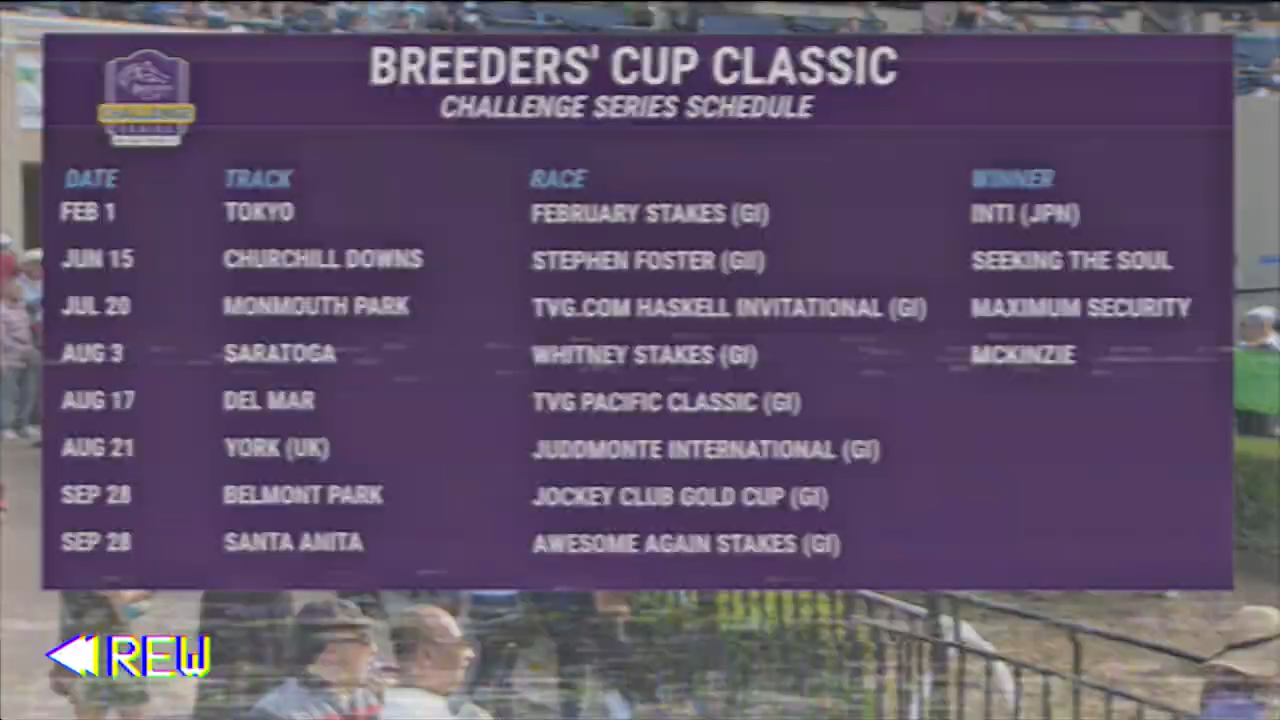 BREEDERS' CUP CLASSIC
CHALLENGE SERIES SCHEDULE
CHALLENGE
DATE TRACK RACE WINNER
FEB 1 TOKYO FEBRUARY STAKES (GI) INTI (JPN)
JUN 15 CHURCHILL DOWNS STEPHEN FOSTER (GII) SEEKING THE SOUL
JUL 20 MONMOUTH PARK TVG.COM HASKELL INVITATIONAL (GI) MAXIMUM SECURITY
AUG 3 SARATOGA WHITNEY STAKES (GI) MCKINZIE
AUG 17 DEL MAR TVG PACIFIC CLASSIC (GI)
AUG 21 YORK (UK) JUDDMONTE INTERNATIONAL (GI)
SEP 28 BELMONT PARK JOCKEY CLUB GOLD CUP (GI)
SEP 28 SANTA ANITA AWESOME AGAIN STAKES (GI)
REW